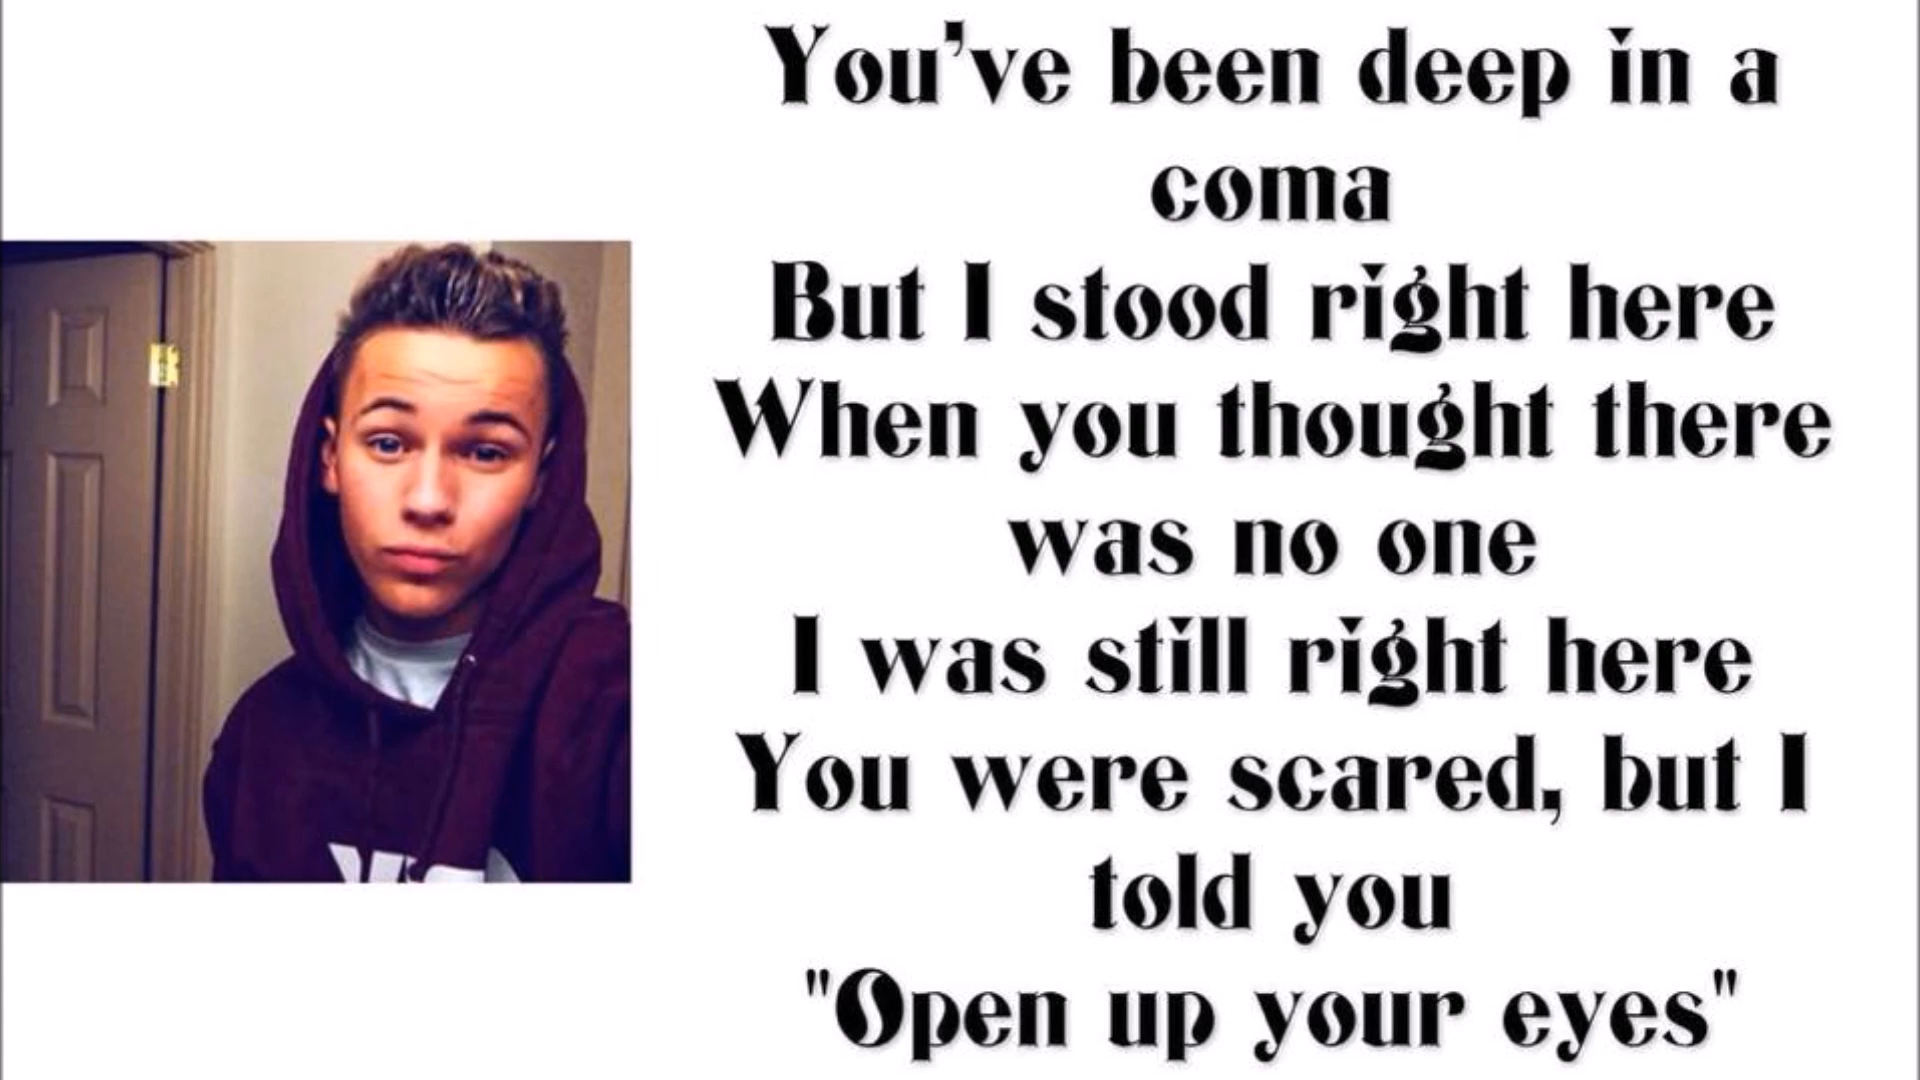 You've been deep in a
coma
But I stood right here
When you thought there
was no one
I was still right here
You were scared, but I
told you
"Open up your eyes"